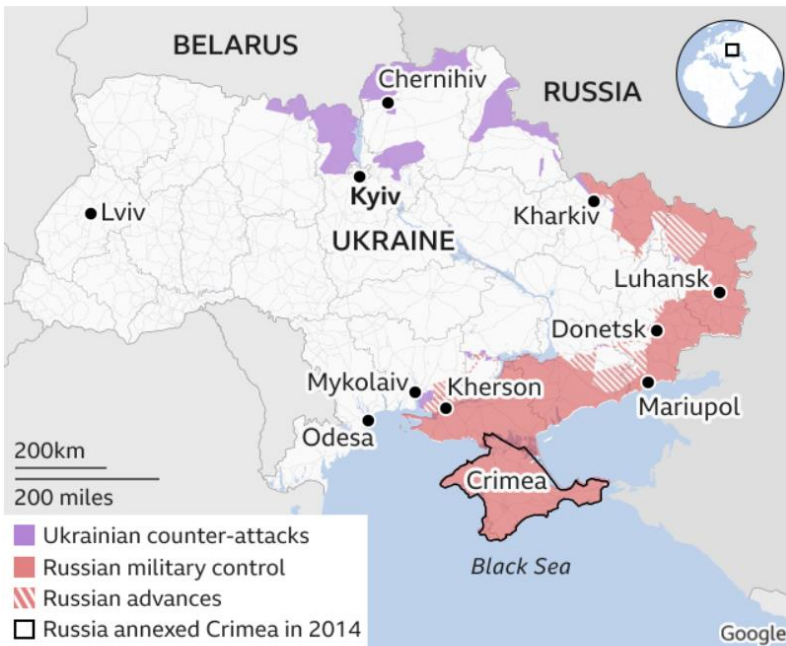 BELARUS
Chernihiv
RUSSIA
Kyiv
Lviv
Kharkiv
UKRAINE
Luhansk
Donetsk
Mykolaiv
Kherson
Mariupol
Odesa
200km
Crimea
200 miles
Ukrainian counter-attacks
Russian military control
Black Sea
Russian advances
Russia annexed Crimea in 2014
Google